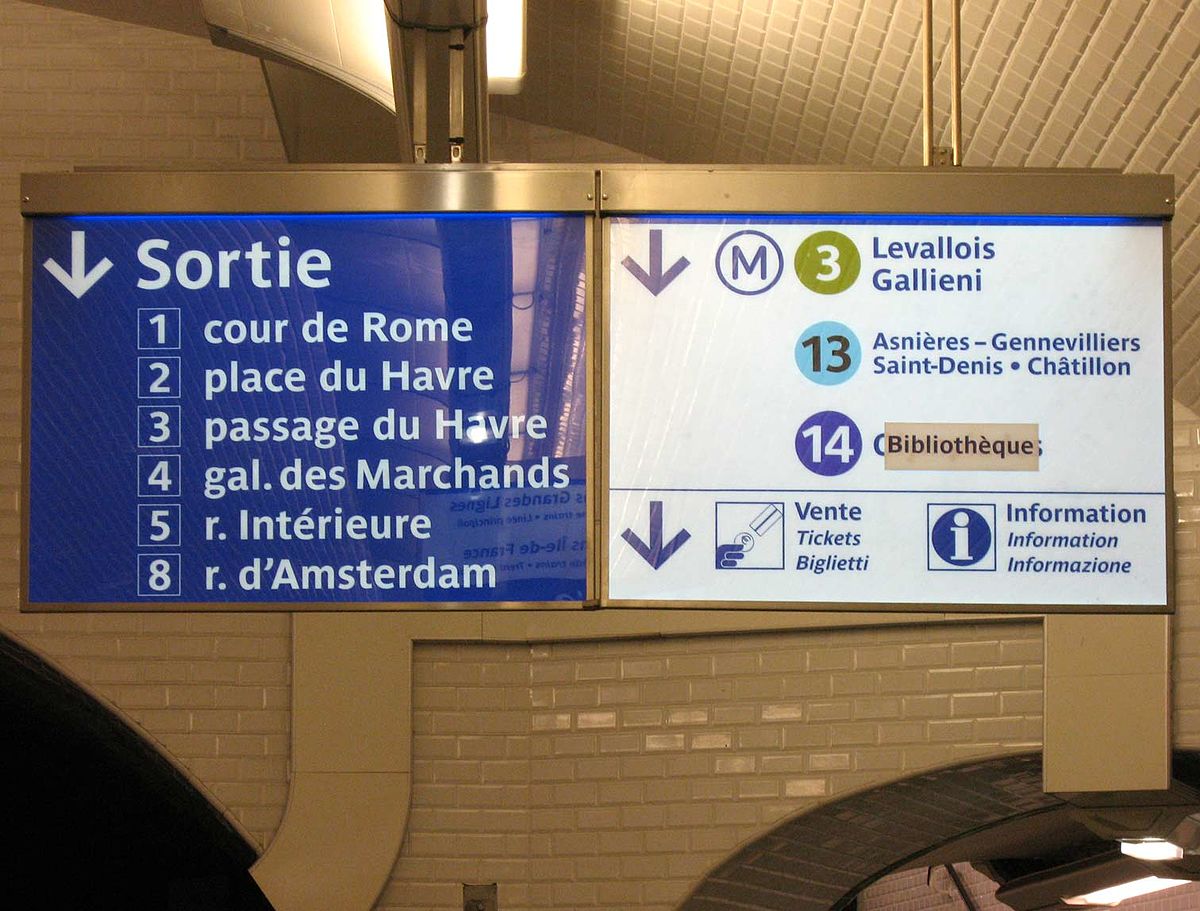 Sortie
1 cour de Rome
2 place du Havre
3 passage du Havre
4 gal. des Marchands
5 r. Intérieure
8 r. d'Amsterdam
M 3 Levallois
Gallieni
13 Asnières – Gennevilliers
Saint-Denis • Châtillon
14 Bibliothèque
Vente
Tickets
Biglietti
i Information
Information
Informazione